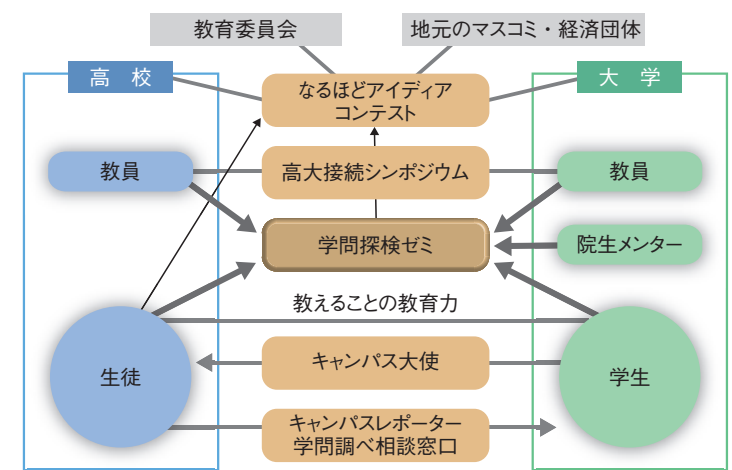 教育委員会
地元のマスコミ・経済団体
高 校
なるほどアイディア
コンテスト
大 学
教員
高大接続シンポジウム
教員
学問探検ゼミ
院生メンター
教えることの教育力
生徒
キャンパス大使
学生
キャンパスレポーター
学問調べ相談窓口